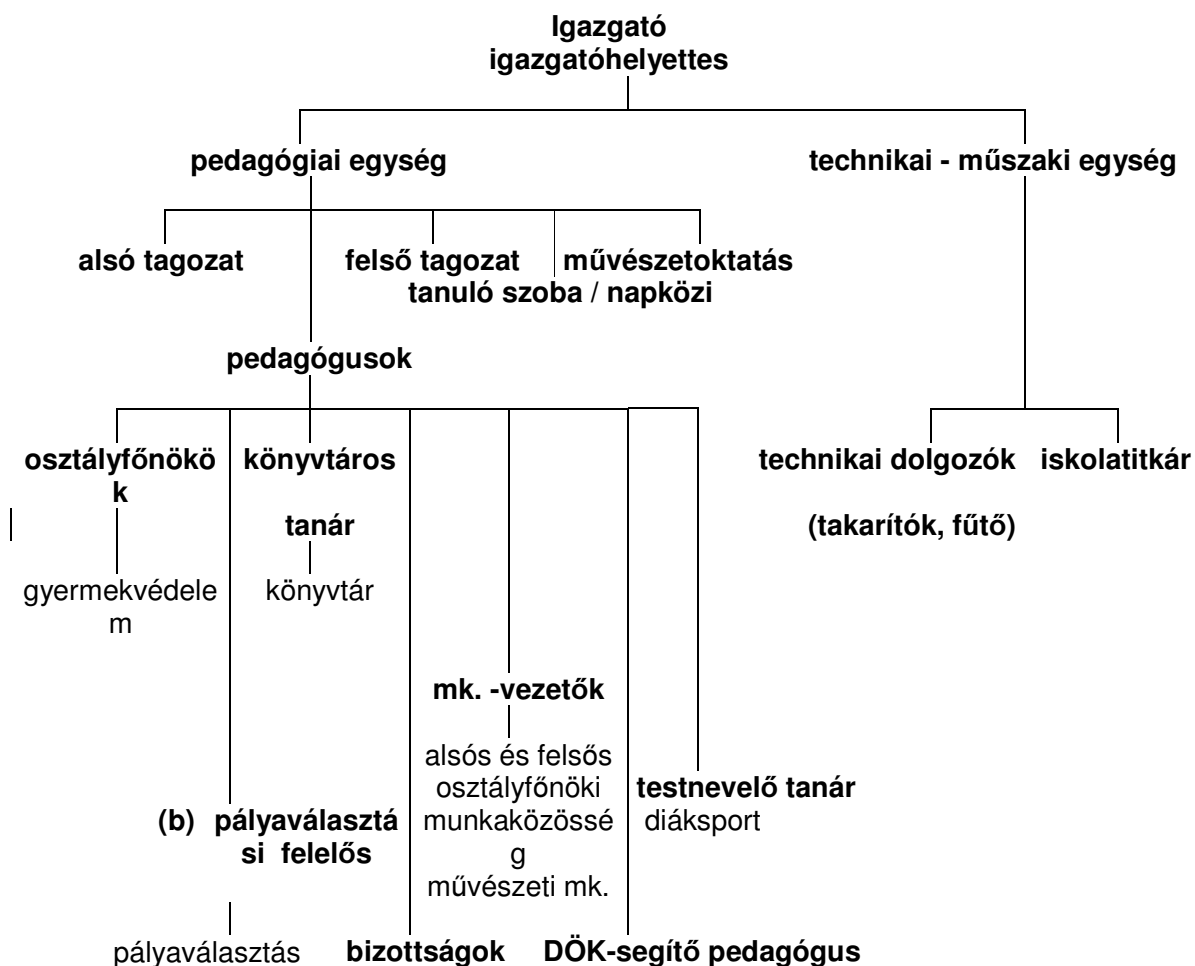 Igazgató
igazgatóhelyettes
pedagógiai egység
technikai - műszaki egység
alsó tagozat
felső tagozat
művészetoktatás
tanuló szoba / napközi
pedagógusok
osztályfőnökö
k
könyvtáros
tanár
technikai dolgozók
(takarítók, fűtő)
iskolatitkár
gyermekvédele
m
könyvtár
mk. -vezetők
alsós és felsős
osztályfőnöki
munkaközössé
g
művészeti mk.
testnevelő tanár
diáksport
(b) pályaválasztá
si felelős
pályaválasztás
bizottságok
DÖK-segítő pedagógus